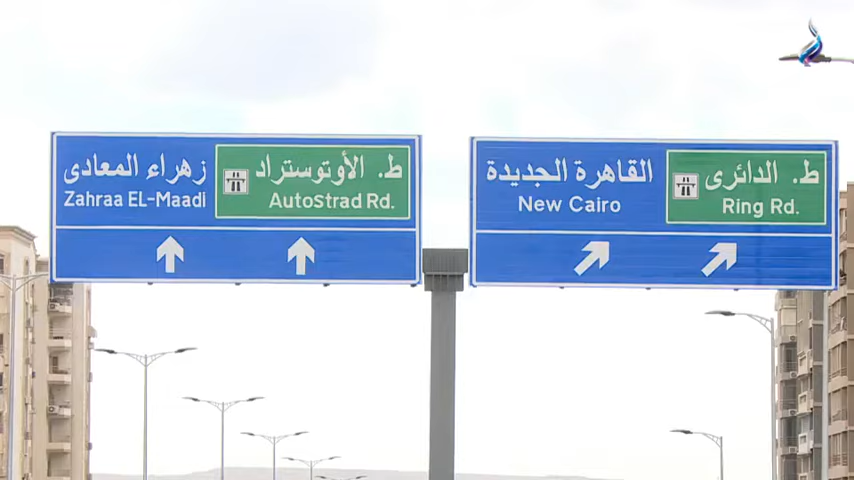 زهراء المعادى
Zahraa EL-Maadi
ط. الأوتوستراد
AutoStrad Rd.
القاهرة الجديدة
New Cairo
ط. الدائرى
Ring Rd.